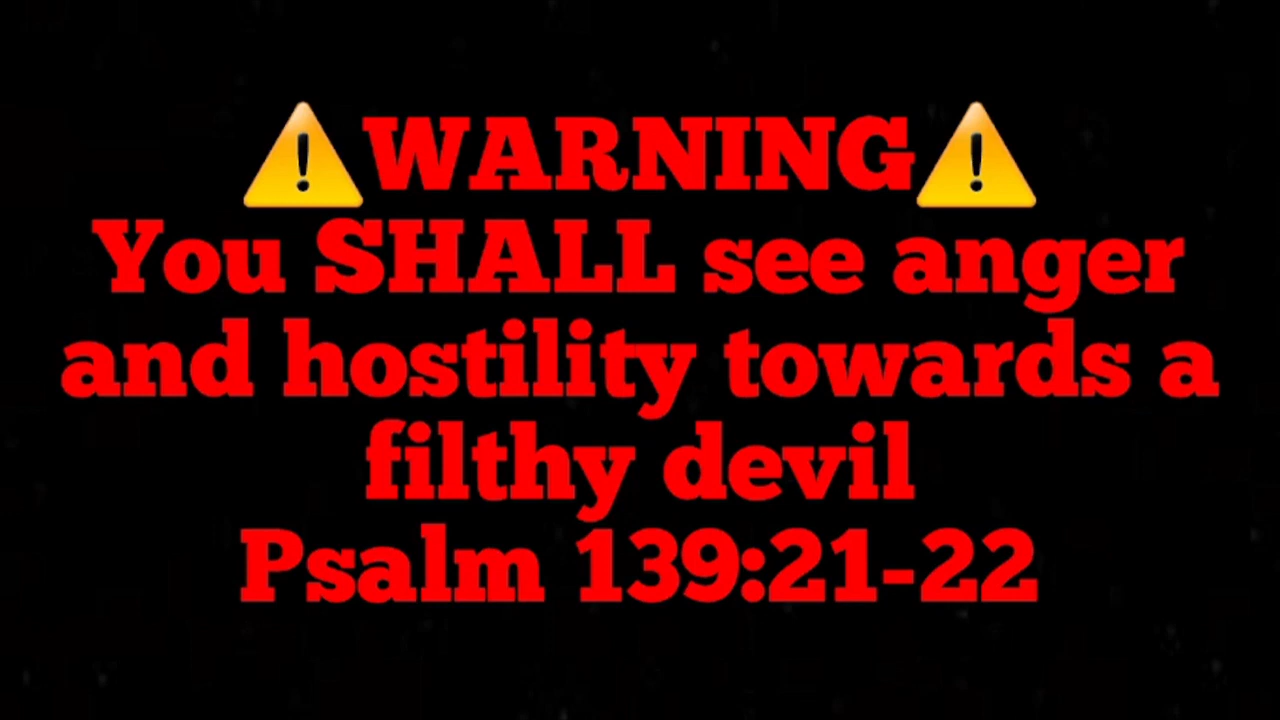 ⚠️WARNING⚠️
You SHALL see anger
and hostility towards a
filthy devil
Psalm 139:21-22